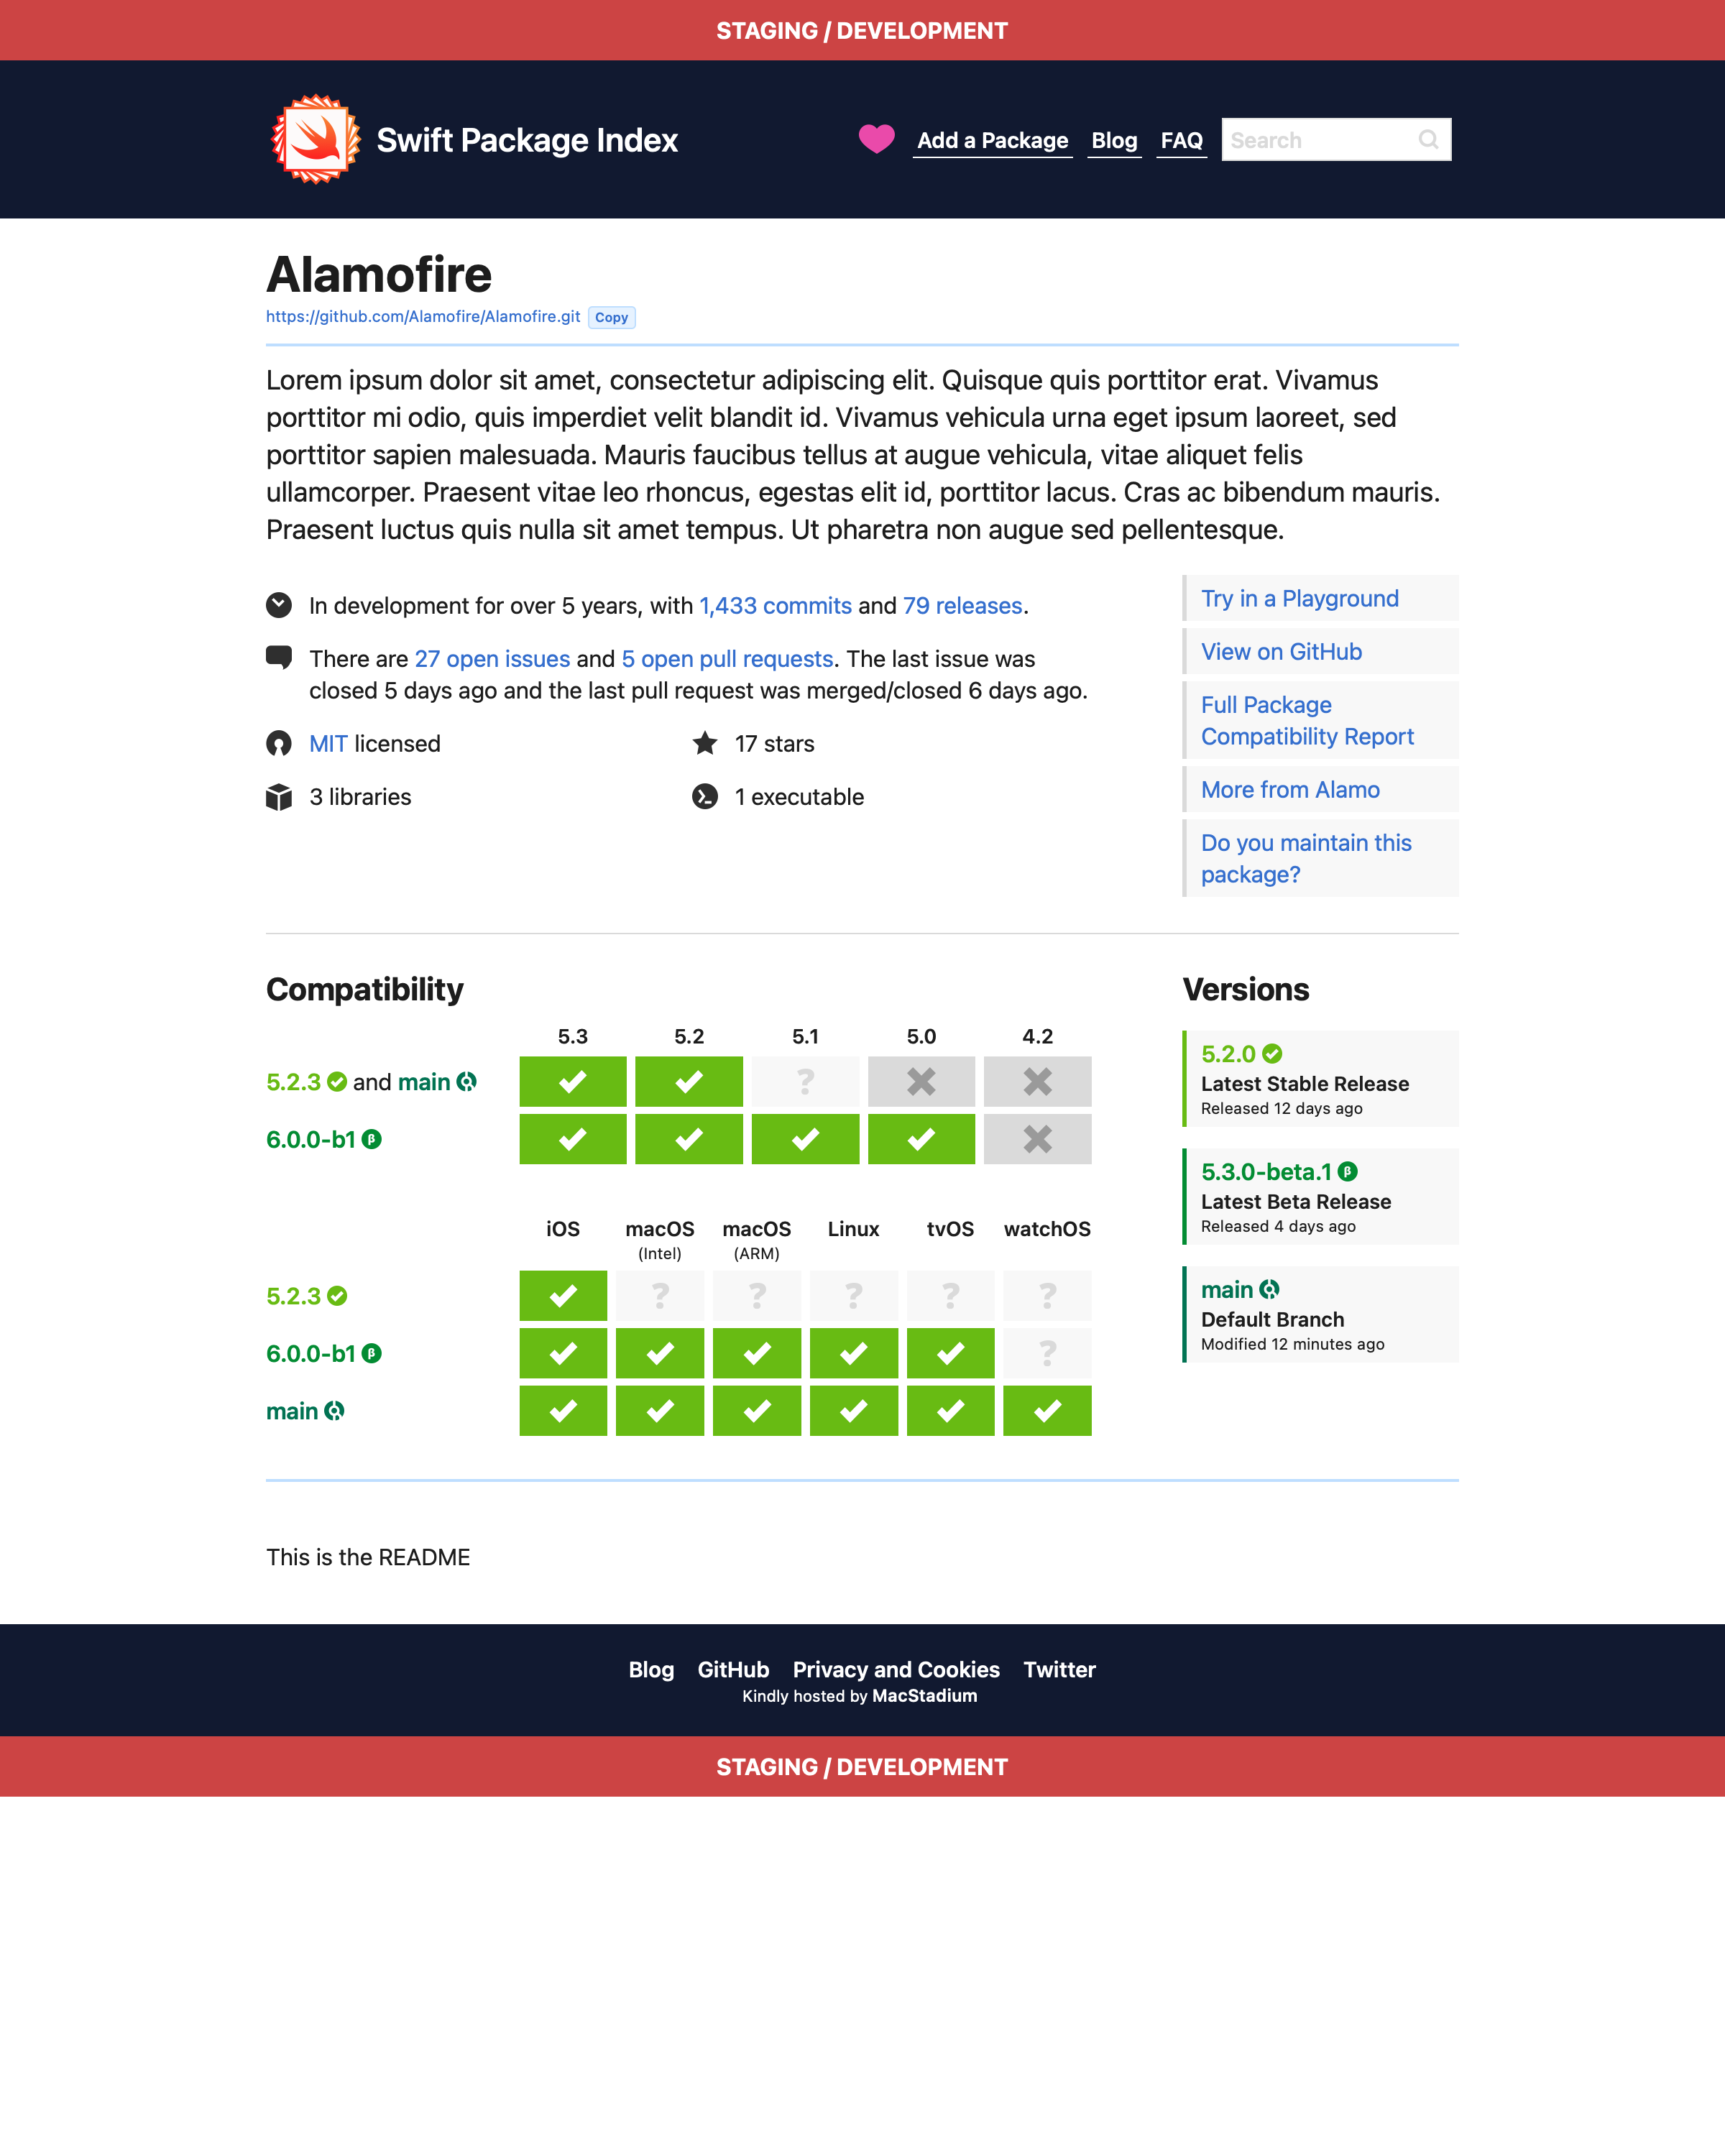 STAGING / DEVELOPMENT
Swift Package Index
Add a Package
Blog
FAQ
Search
Alamofire
https://github.com/Alamofire/Alamofire.git
Copy
Lorem ipsum dolor sit amet, consectetur adipiscing elit. Quisque quis porttitor erat. Vivamus
porttitor mi odio, quis imperdiet velit blandit id. Vivamus vehicula urna eget ipsum laoreet, sed
porttitor sapien malesuada. Mauris faucibus tellus at augue vehicula, vitae aliquet felis
ullamcorper. Praesent vitae leo rhoncus, egestas elit id, porttitor lacus. Cras ac bibendum mauris.
Praesent luctus quis nulla sit amet tempus. Ut pharetra non augue sed pellentesque.
In development for over 5 years, with 1,433 commits and 79 releases.
There are 27 open issues and 5 open pull requests. The last issue was
closed 5 days ago and the last pull request was merged/closed 6 days ago.
MIT licensed
17 stars
3 libraries
1 executable
Try in a Playground
View on GitHub
Full Package
Compatibility Report
More from Alamo
Do you maintain this
package?
Compatibility
5.3 5.2 5.1 5.0 4.2
5.2.3 and main ?
6.0.0-b1 β
iOS macOS macOS Linux tvOS watchOS
(Intel) (ARM)
5.2.3 ? ? ? ? ?
6.0.0-b1 β ?
main
Versions
5.2.0
Latest Stable Release
Released 12 days ago
5.3.0-beta.1 β
Latest Beta Release
Released 4 days ago
main
Default Branch
Modified 12 minutes ago
This is the README
Blog GitHub Privacy and Cookies Twitter
Kindly hosted by MacStadium
STAGING / DEVELOPMENT